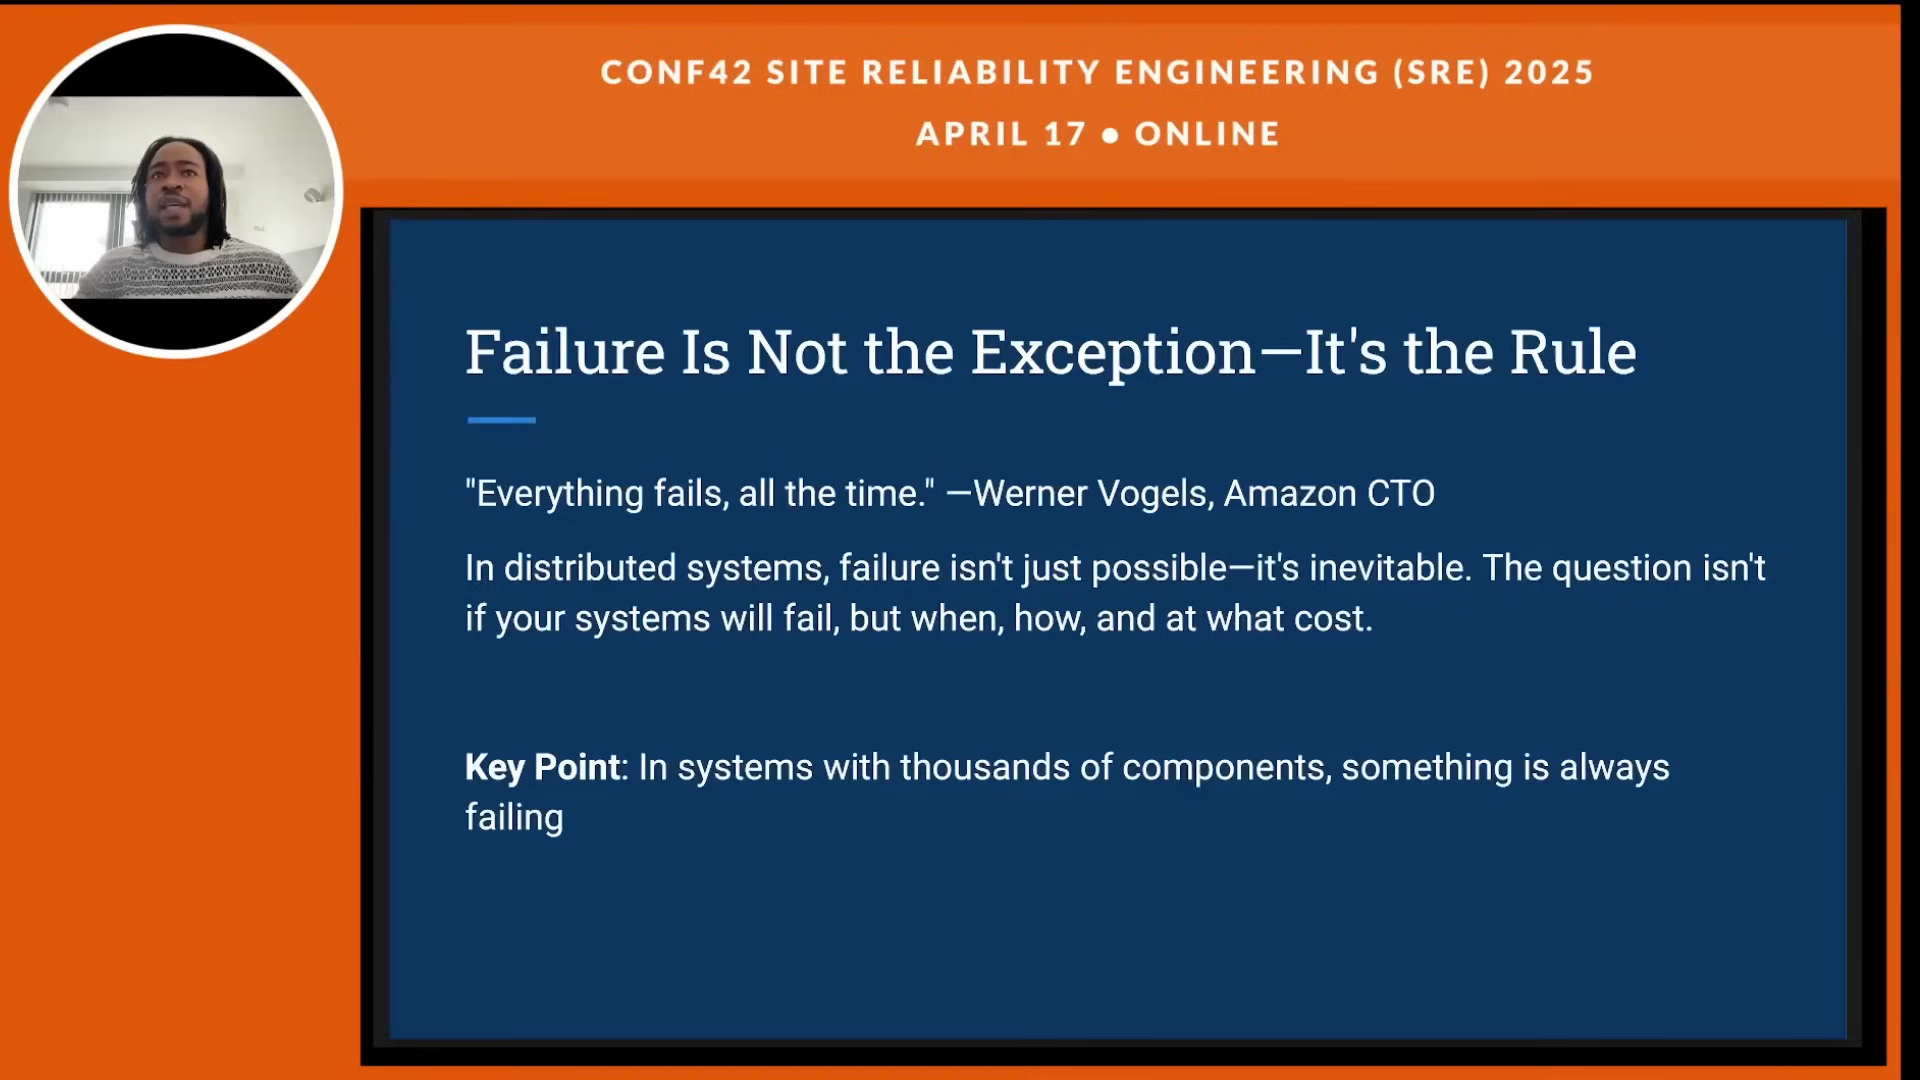 CONF42 SITE RELIABILITY ENGINEERING (SRE) 2025
APRIL 17 ● ONLINE
Failure Is Not the Exception—It's the Rule
"Everything fails, all the time." —Werner Vogels, Amazon CTO
In distributed systems, failure isn't just possible—it's inevitable. The question isn't
if your systems will fail, but when, how, and at what cost.
Key Point: In systems with thousands of components, something is always
failing